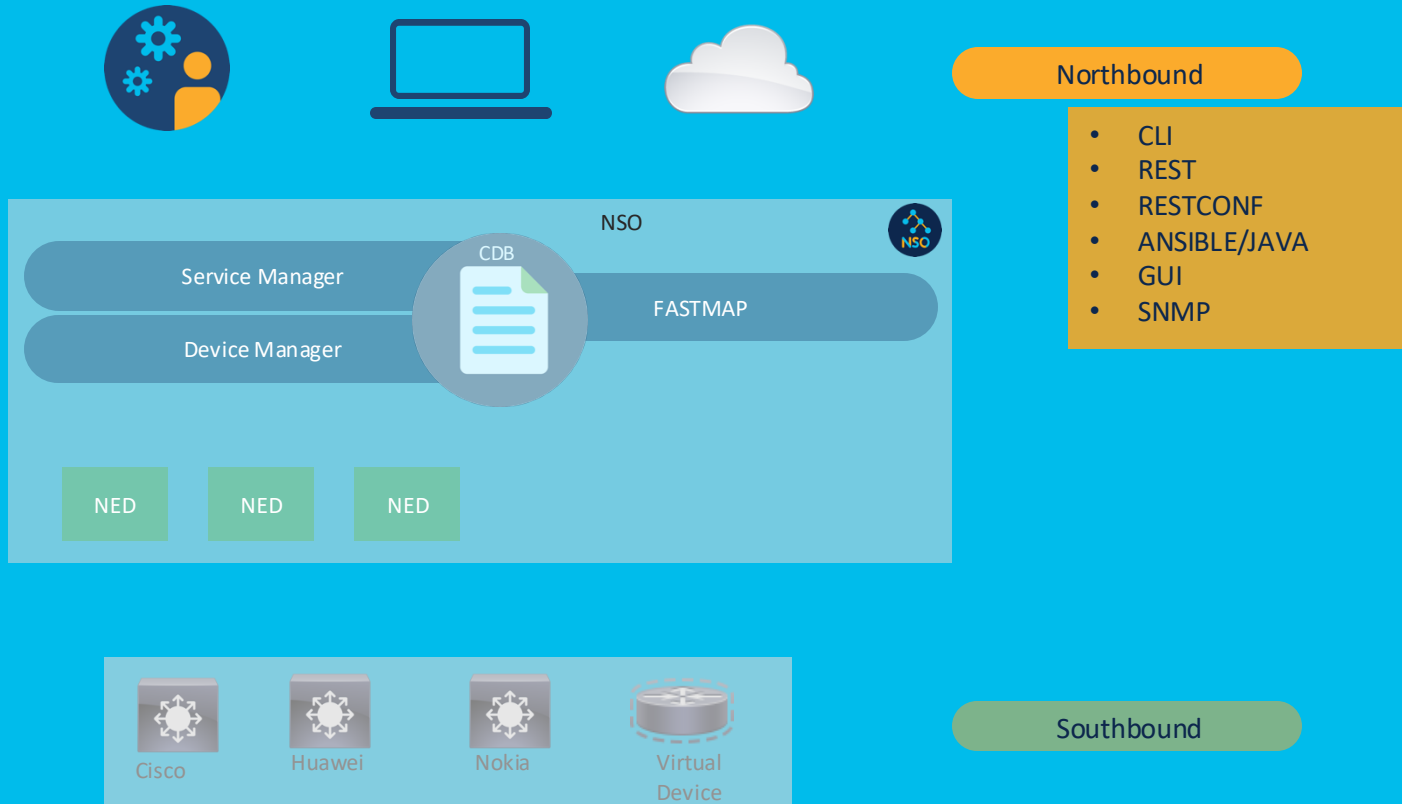 Northbound
• CLI
• REST
• RESTCONF
• ANSIBLE/JAVA
• GUI
• SNMP
NSO
NSO
CDB
Service Manager
FASTMAP
Device Manager
NED
NED
NED
Cisco
Huawei
Nokia
Virtual
Device
Southbound